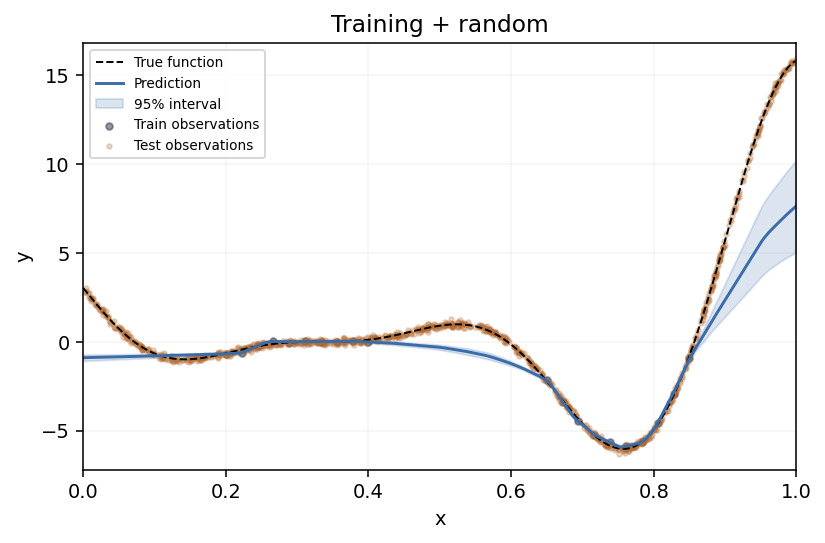 Training + random
True function
Prediction
95% interval
Train observations
Test observations
15
10
5
0
−5
y
0.0 0.2 0.4 0.6 0.8 1.0
x